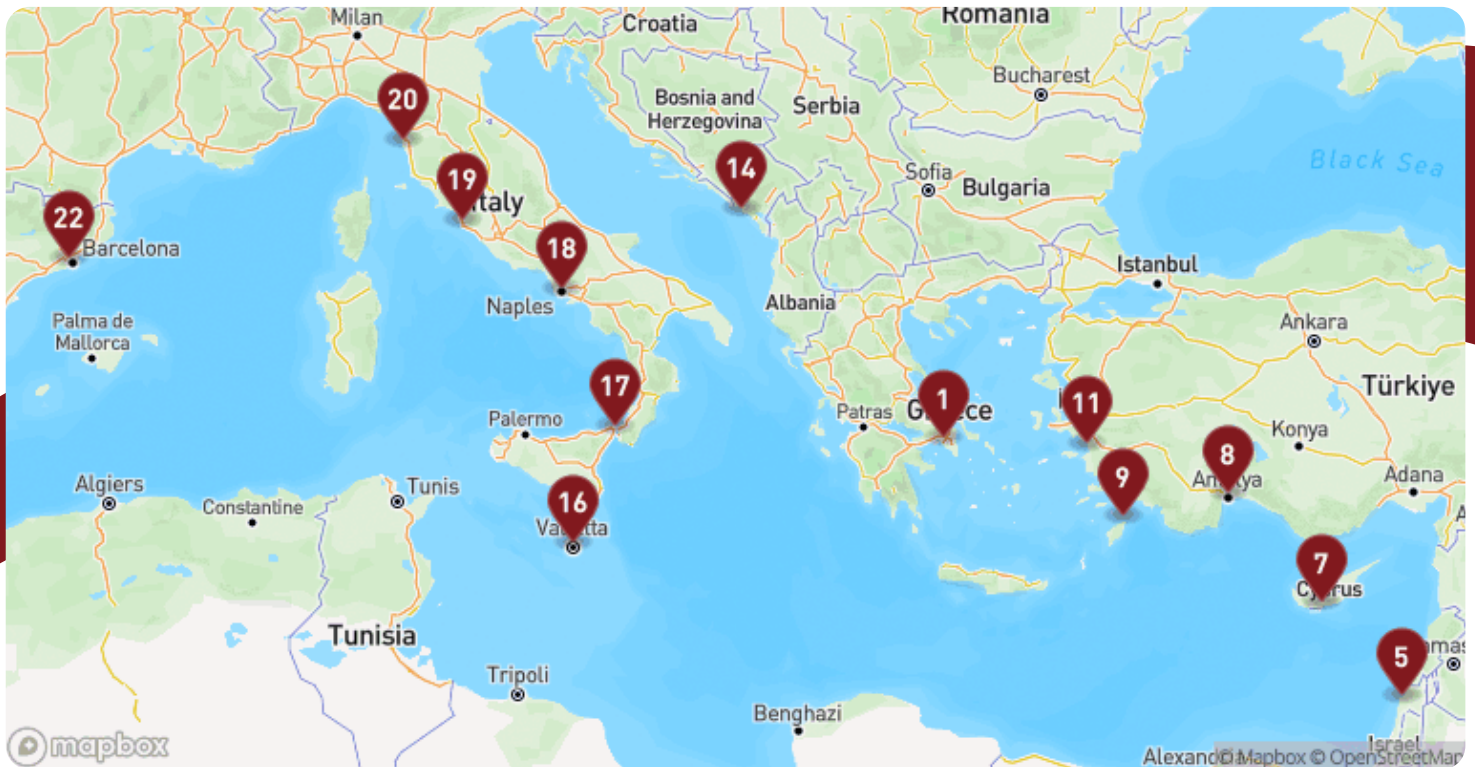 Milan
Croatia
Romania
Bucharest
20
Bosnia and
Herzegovina
Serbia
14
Black Sea
19
Italy
Sofia
Bulgaria
22
Barcelona
18
Istanbul
Naples
Albania
Palma de
Mallorca
Ankara
17
1
11
Türkiye
Palermo
Patras
Greece
Konya
8
9
Antalya
Adana
Algiers
Tunis
Constantine
16
Valletta
7
Cyprus
Tunisia
5
Tripoli
Benghazi
mapbox
Israel
© Mapbox © OpenStreetMap